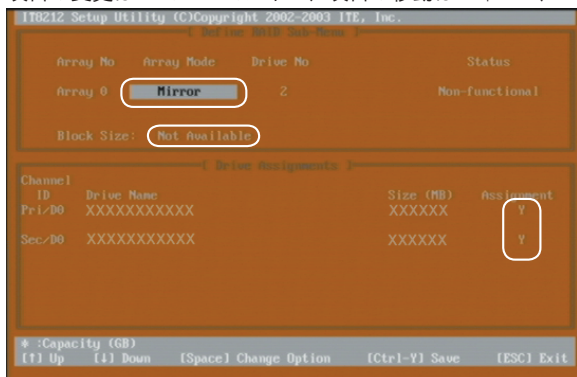 IT8212 Setup Utility (C)Copyright 2002-2003 ITE, Inc.
[ Define RAID Sub-Menu ]
Array No Array Mode Drive No Status
Array 0 Mirror 2 Non-functional
Block Size: Not Available
[ Drive Assignments ]
Channel
ID Drive Name Size (MB) Assignment
Pri/D0 XXXXXXXXXXX XXXXXX Y
Sec/D0 XXXXXXXXXXX XXXXXX Y
* :Capacity (GB)
[↑] Up [↓] Down [Space] Change Option [Ctrl-Y] Save [ESC] Exit